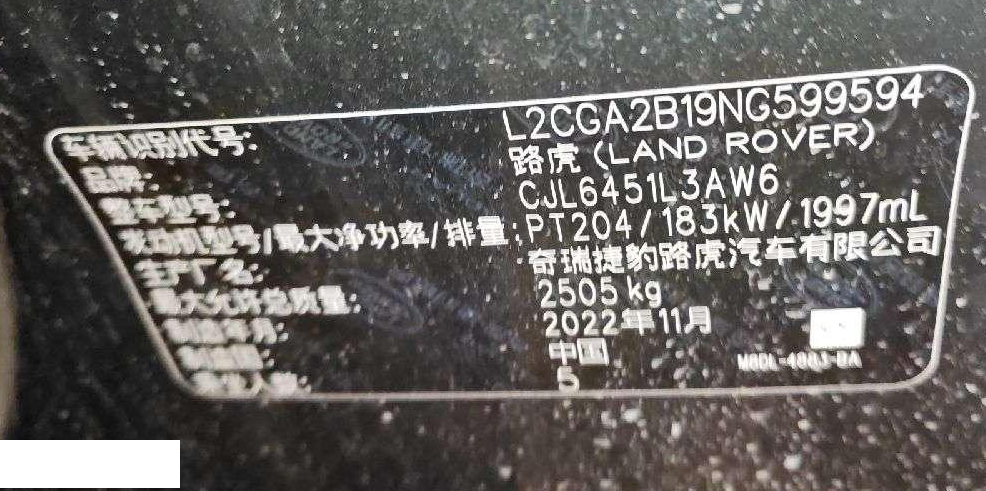 车辆识别代号: L2CGA2B19NG599594
品牌: 路虎 (LAND ROVER)
整车型号: CJL6451L3AW6
发动机型号/最大净功率/排量: PT204/183kW/1997mL
生产厂名: 奇瑞捷豹路虎汽车有限公司
最大允许总质量: 2505 kg
制造年月: 2022年11月
制造国: 中国
乘坐人数: 5